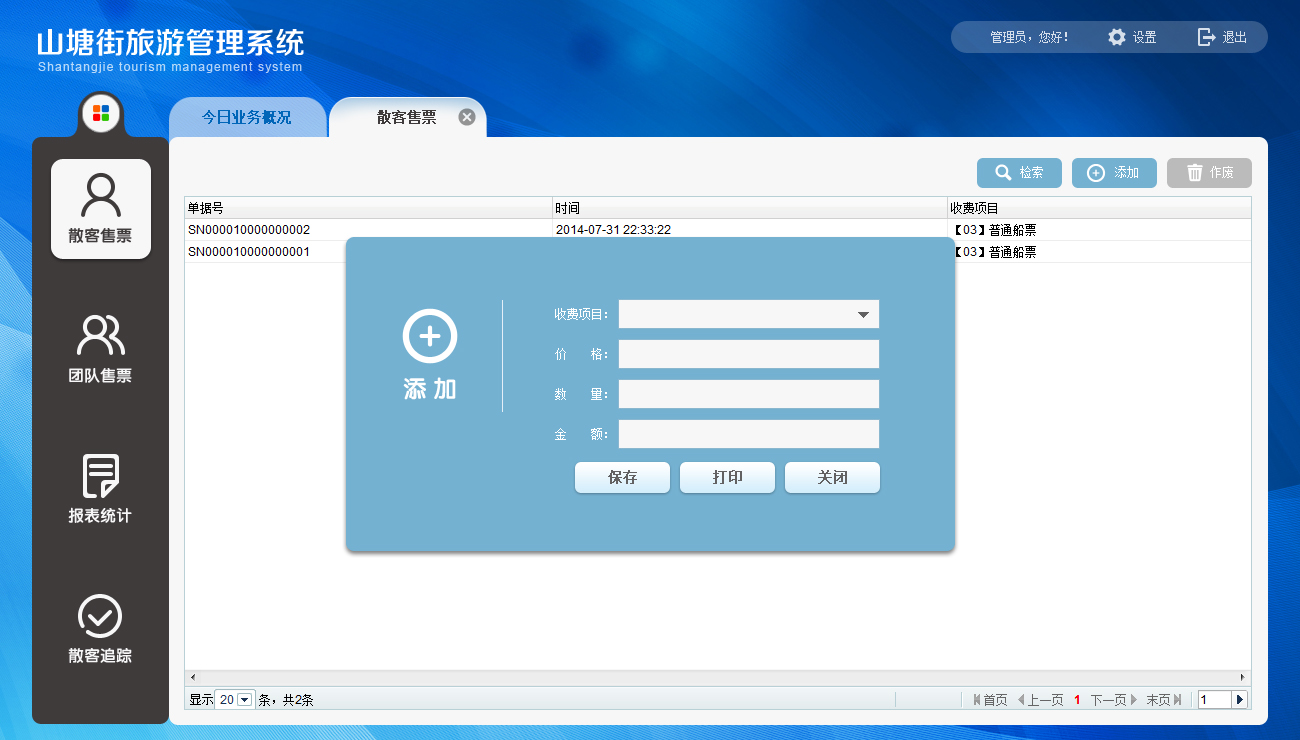 山塘街旅游管理系统
Shantangjie tourism management system
管理员，您好！ 设置 退出
今日业务概况 散客售票
检索 添加 作废
散客售票
团队售票
报表统计
散客追踪
单据号 时间 收费项目
SN000010000000002 2014-07-31 22:33:22 【03】普通船票
SN000010000000001 【03】普通船票
添加
收费项目：
价 格：
数 量：
金 额：
保存 打印 关闭
显示 20 条，共2条 首页 上一页 1 下一页 末页 1